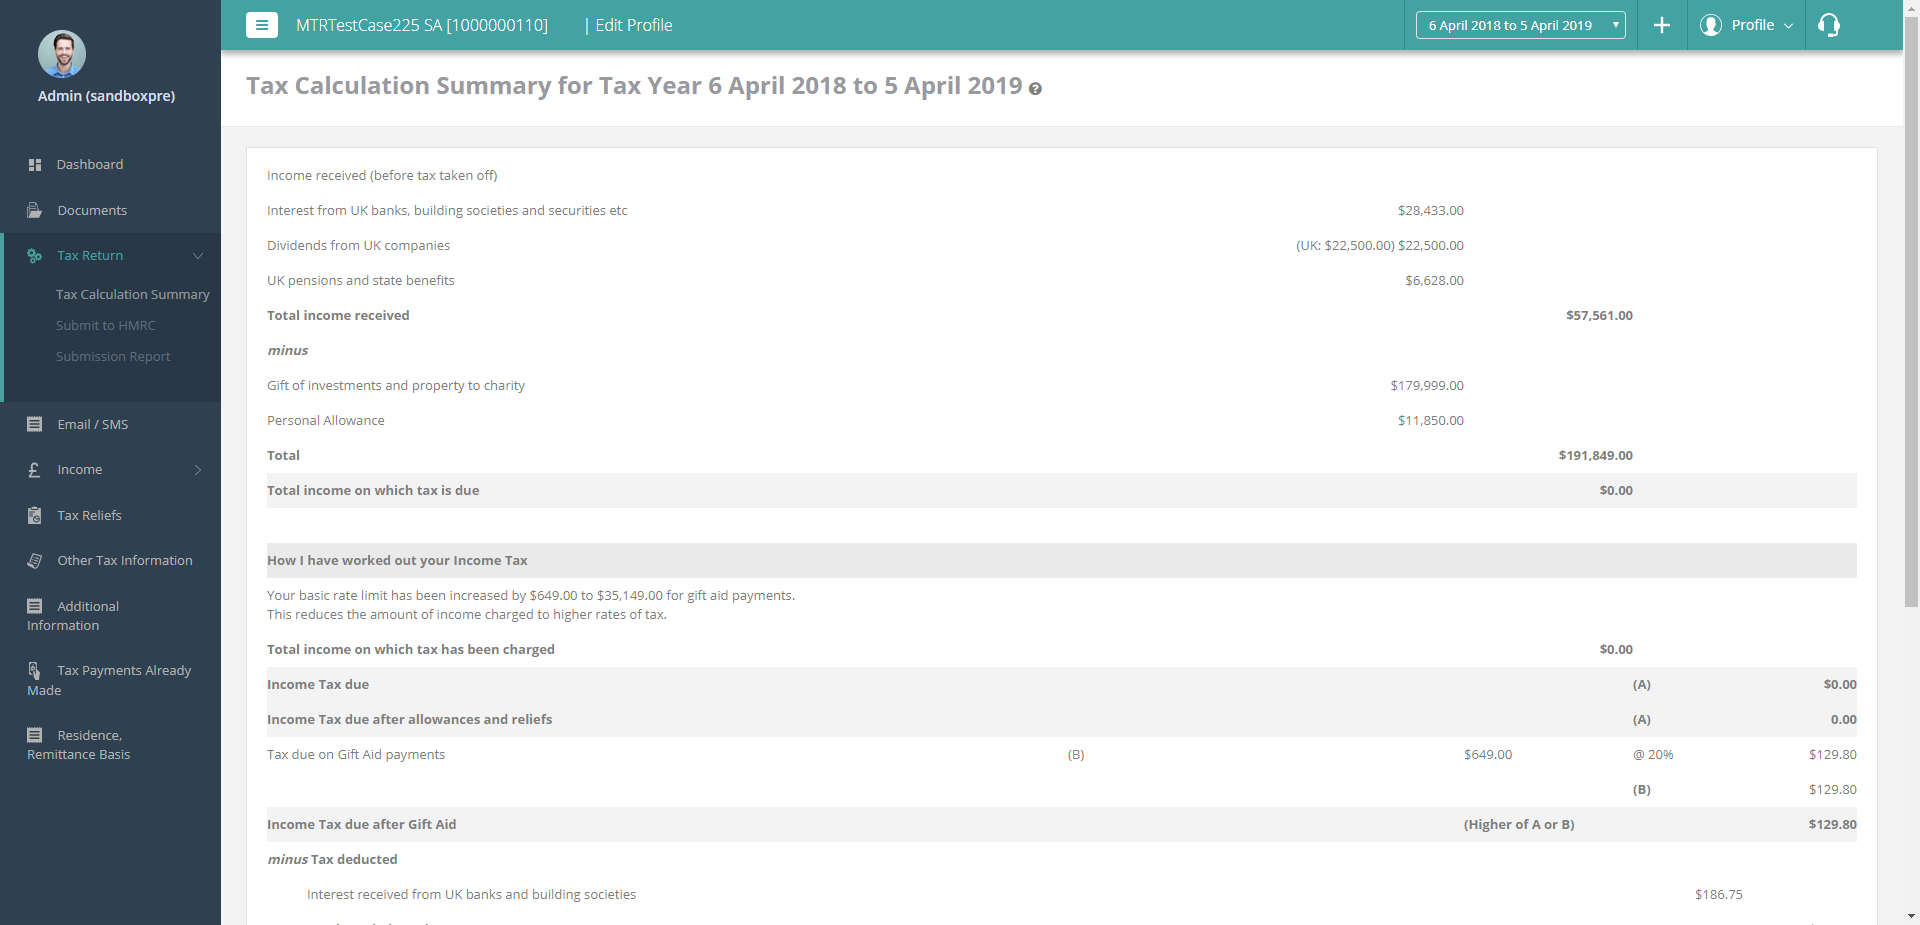 MTRTestCase225 SA [1000000110] | Edit Profile
6 April 2018 to 5 April 2019
Profile
Admin (sandboxpre)
Dashboard
Documents
Tax Return
Tax Calculation Summary
Submit to HMRC
Submission Report
Email / SMS
Income
Tax Reliefs
Other Tax Information
Additional
Information
Tax Payments Already
Made
Residence,
Remittance Basis
Tax Calculation Summary for Tax Year 6 April 2018 to 5 April 2019
Income received (before tax taken off)
Interest from UK banks, building societies and securities etc $28,433.00
Dividends from UK companies (UK: $22,500.00) $22,500.00
UK pensions and state benefits $6,628.00
Total income received $57,561.00
minus
Gift of investments and property to charity $179,999.00
Personal Allowance $11,850.00
Total $191,849.00
Total income on which tax is due $0.00
How I have worked out your Income Tax
Your basic rate limit has been increased by $649.00 to $35,149.00 for gift aid payments.
This reduces the amount of income charged to higher rates of tax.
Total income on which tax has been charged $0.00
Income Tax due (A) $0.00
Income Tax due after allowances and reliefs (A) 0.00
Tax due on Gift Aid payments (B) $649.00 @ 20% $129.80
(B) $129.80
Income Tax due after Gift Aid (Higher of A or B) $129.80
minus Tax deducted
Interest received from UK banks and building societies $186.75